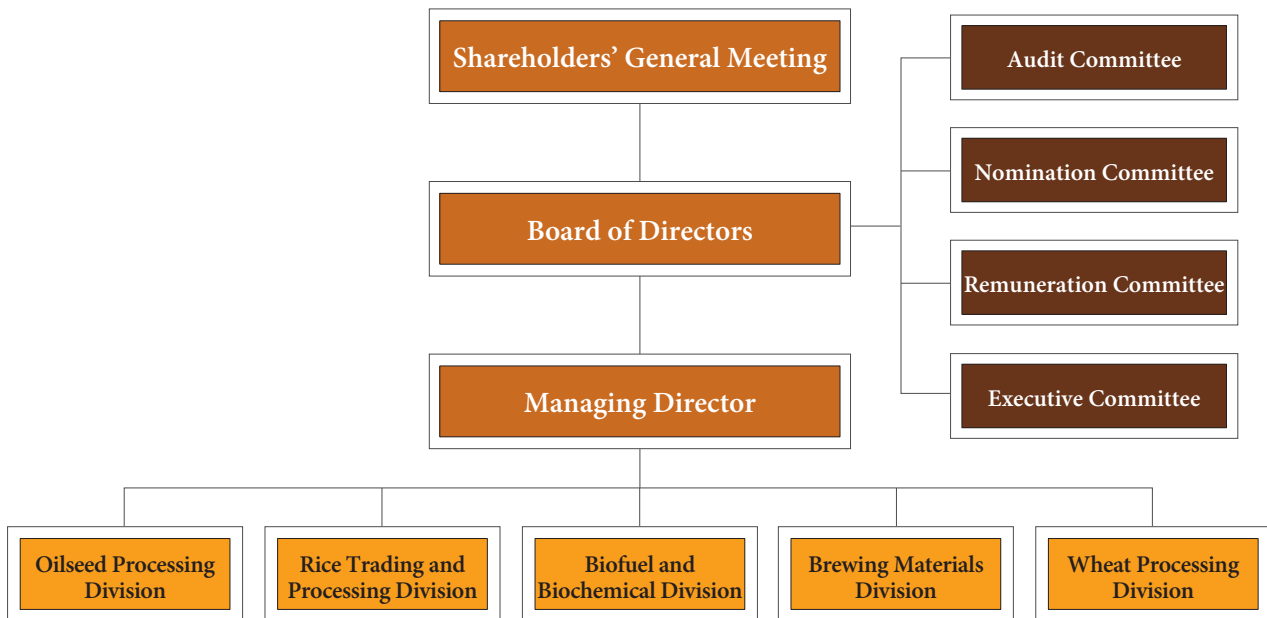 Shareholders’ General Meeting
Audit Committee
Nomination Committee
Board of Directors
Remuneration Committee
Managing Director
Executive Committee
Oilseed Processing
Division
Rice Trading and
Processing Division
Biofuel and
Biochemical Division
Brewing Materials
Division
Wheat Processing
Division